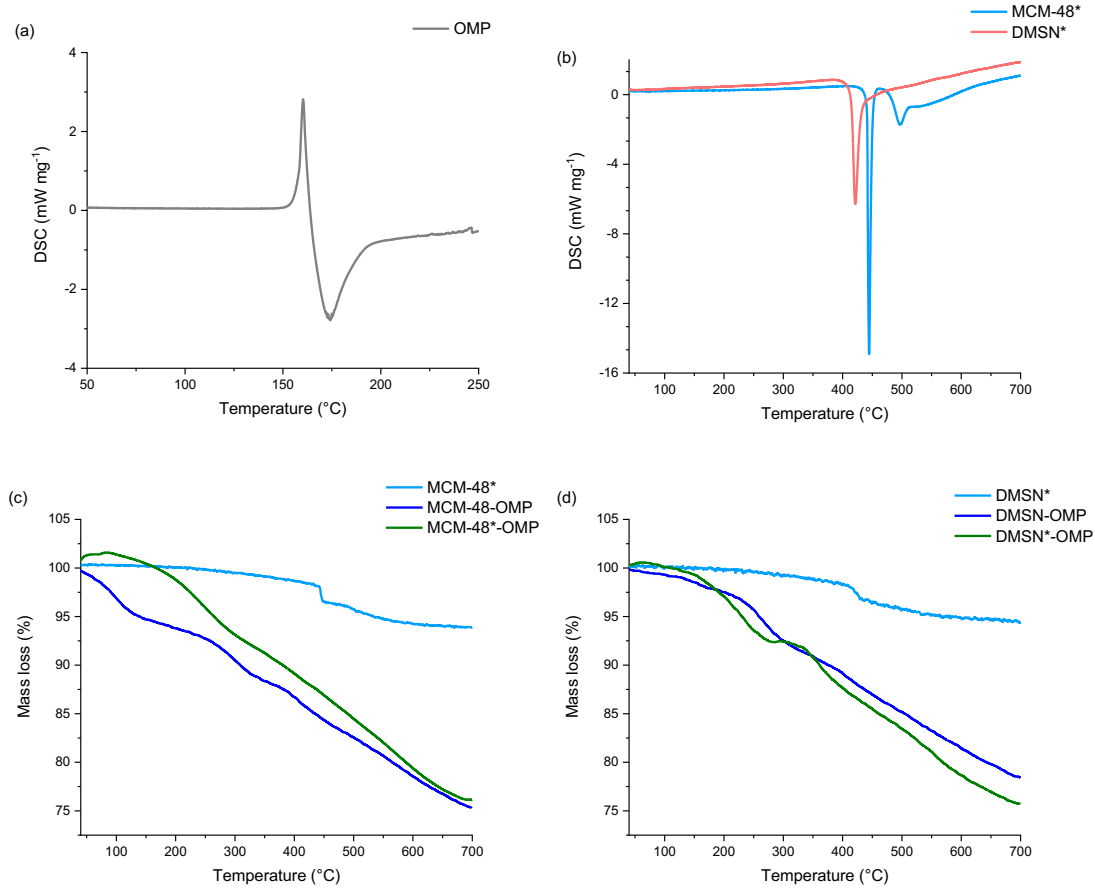 (a)
OMP
4
2
0
-2
-4
DSC (mW mg⁻¹)
50
100
150
200
250
Temperature (°C)
(b)
MCM-48*
DMSN*
0
-4
-8
-12
-16
DSC (mW mg⁻¹)
100
200
300
400
500
600
700
Temperature (°C)
(c)
MCM-48*
MCM-48-OMP
MCM-48*-OMP
105
100
95
90
85
80
75
Mass loss (%)
100
200
300
400
500
600
700
Temperature (°C)
(d)
DMSN*
DMSN-OMP
DMSN*-OMP
105
100
95
90
85
80
75
Mass loss (%)
100
200
300
400
500
600
700
Temperature (°C)